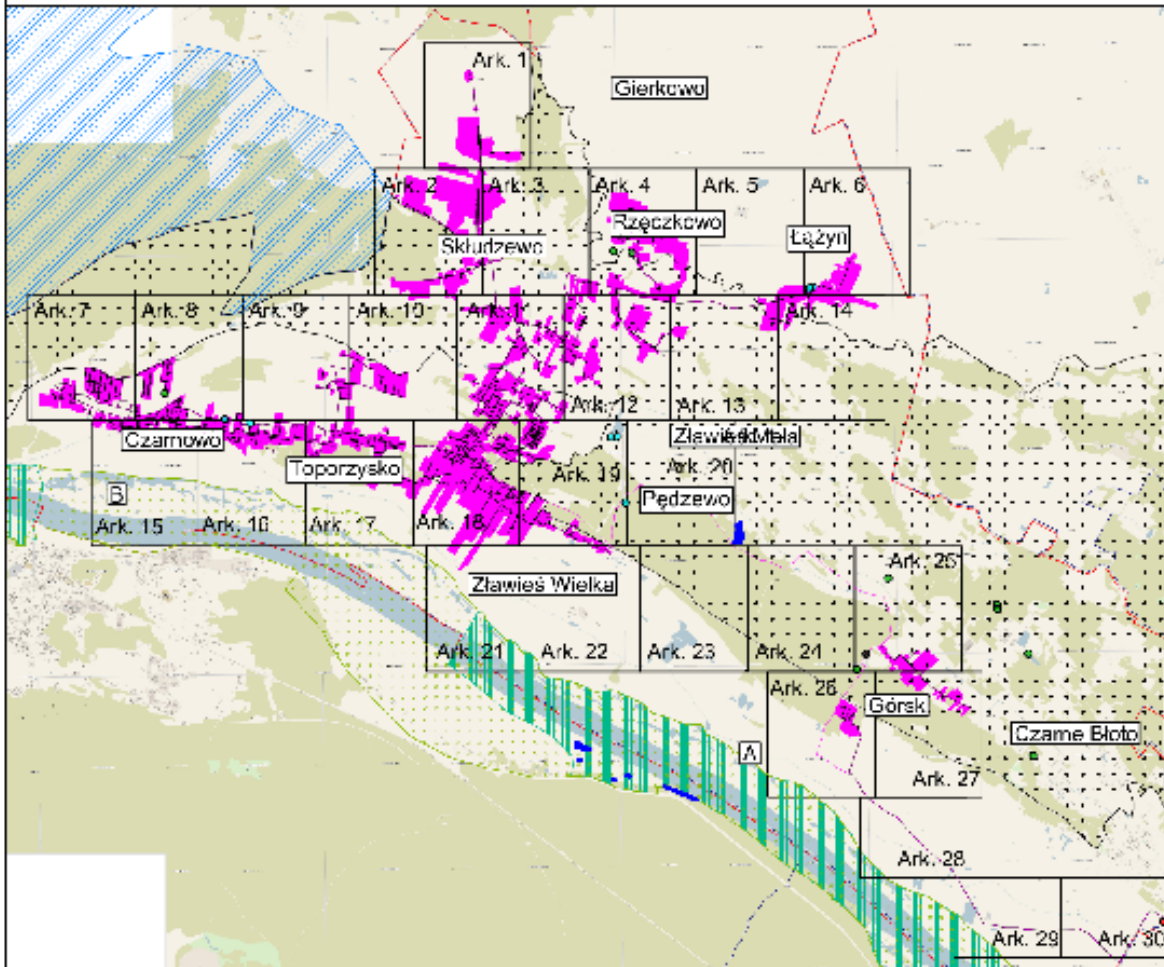 Ark. 1
Gierkowo
Ark. 2
Ark. 3
Ark. 4
Ark. 5
Ark. 6
Rzęczkowo
Skłudzewo
Łążyn
Ark. 7
Ark. 8
Ark. 9
Ark. 10
Ark. 14
Ark. 12
Ark. 13
Czarnowo
Toporzysko
Ark. 19
Ark. 20
Pędzewo
B
Ark. 15
Ark. 16
Ark. 17
Ark. 18
Zławieś Wielka
Ark. 25
Ark. 21
Ark. 22
Ark. 23
Ark. 24
Ark. 26
Górsk
A
Czarne Błoto
Ark. 27
Ark. 28
Ark. 29
Ark. 30